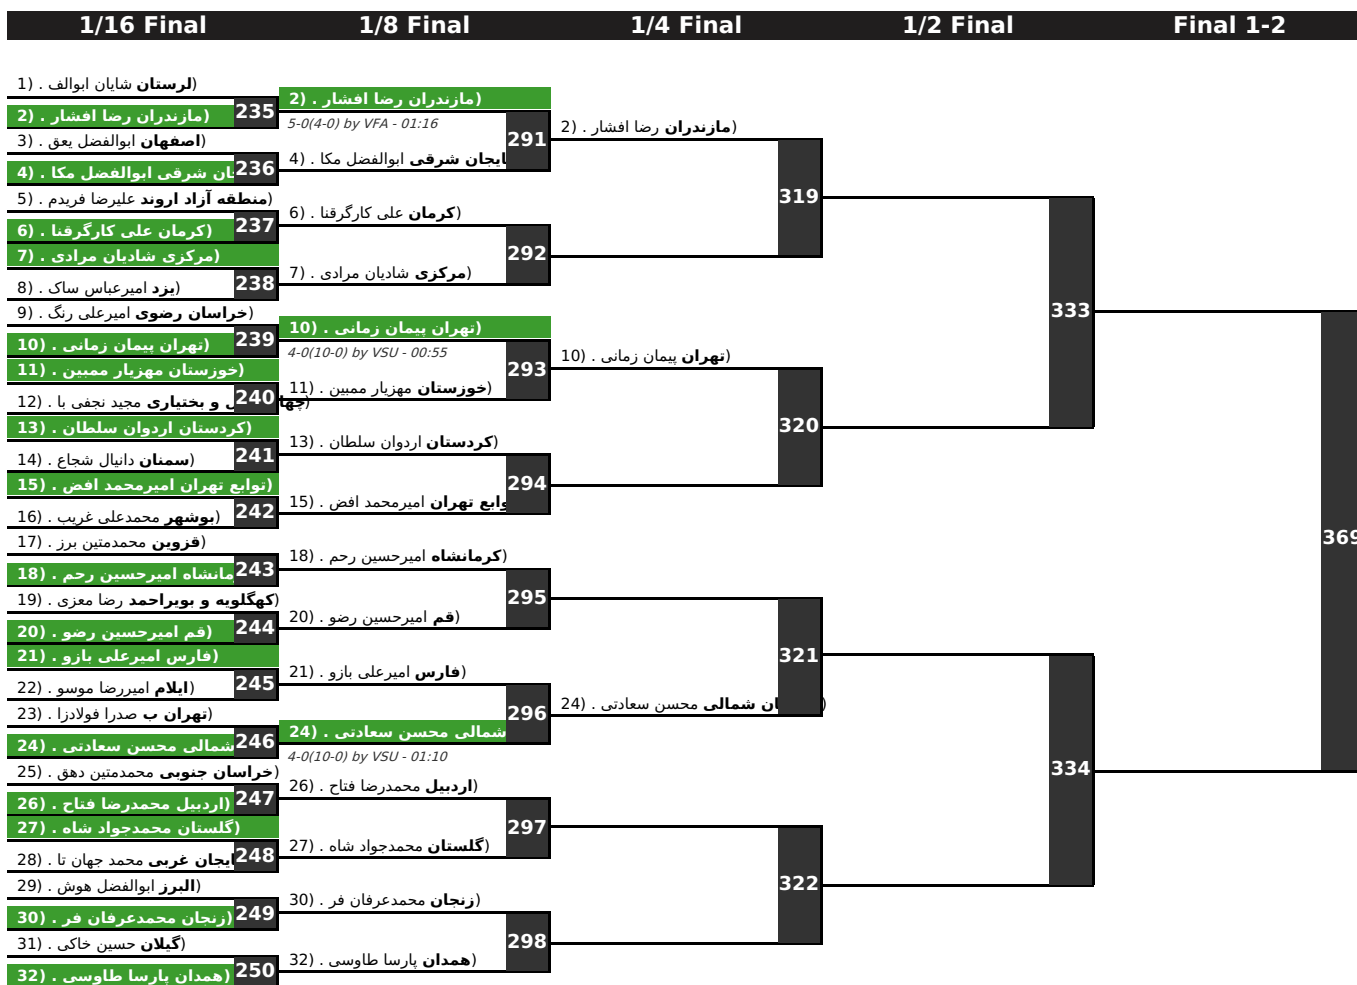 1/16 Final
1/8 Final
1/4 Final
1/2 Final
Final 1-2
1) . شایان ابوالف (لرستان)
2) . رضا افشار (مازندران)
235
3) . ابوالفضل یعق (اصفهان)
4) . ابوالفضل مکا شرقی
236
5) . علیرضا فریدم (منطقه آزاد اروند)
6) . علی کارگرقنا (کرمان)
237
7) . شادیان مرادی (مرکزی)
8) . امیرعباس ساک (یزد)
238
9) . امیرعلی رنگ (خراسان رضوی)
10) . پیمان زمانی (تهران)
239
11) . مهزیار ممبین (خوزستان)
12) . مجید نجفی با و بختیاری
240
13) . اردوان سلطان (کردستان)
14) . دانیال شجاع (سمنان)
241
15) . امیرمحمد افض (توابع تهران)
16) . محمدعلی غریب (بوشهر)
242
17) . محمدمتین برز (قزوین)
18) . امیرحسین رحم
243
19) . رضا معزی (کهگلویه و بویراحمد)
20) . امیرحسین رضو (قم)
244
21) . امیرعلی بازو (فارس)
22) . امیررضا موسو (ایلام)
245
23) . صدرا فولادزا (تهران ب)
24) . محسن سعادتی شمالی
246
25) . محمدمتین دهق (خراسان جنوبی)
26) . محمدرضا فتاح (اردبیل)
247
27) . محمدجواد شاه (گلستان)
28) . محمد جهان تا غربی
248
29) . ابوالفضل هوش (البرز)
30) . محمدعرفان فر (زنجان)
249
31) . حسین خاکی (گیلان)
32) . پارسا طاوسی (همدان)
250
2) . رضا افشار (مازندران)
5-0(4-0) by VFA - 01:16
291
4) . ابوالفضل مکا شرقی
6) . علی کارگرقنا (کرمان)
292
7) . شادیان مرادی (مرکزی)
10) . پیمان زمانی (تهران)
4-0(10-0) by VSU - 00:55
293
11) . مهزیار ممبین (خوزستان)
13) . اردوان سلطان (کردستان)
294
15) . امیرمحمد افض تهران
18) . امیرحسین رحم (کرمانشاه)
295
20) . امیرحسین رضو (قم)
21) . امیرعلی بازو (فارس)
296
24) . محسن سعادتی شمالی
4-0(10-0) by VSU - 01:10
26) . محمدرضا فتاح (اردبیل)
297
27) . محمدجواد شاه (گلستان)
30) . محمدعرفان فر (زنجان)
298
32) . پارسا طاوسی (همدان)
2) . رضا افشار (مازندران)
319
10) . پیمان زمانی (تهران)
320
321
24) . محسن سعادتی شمالی
322
333
334
369